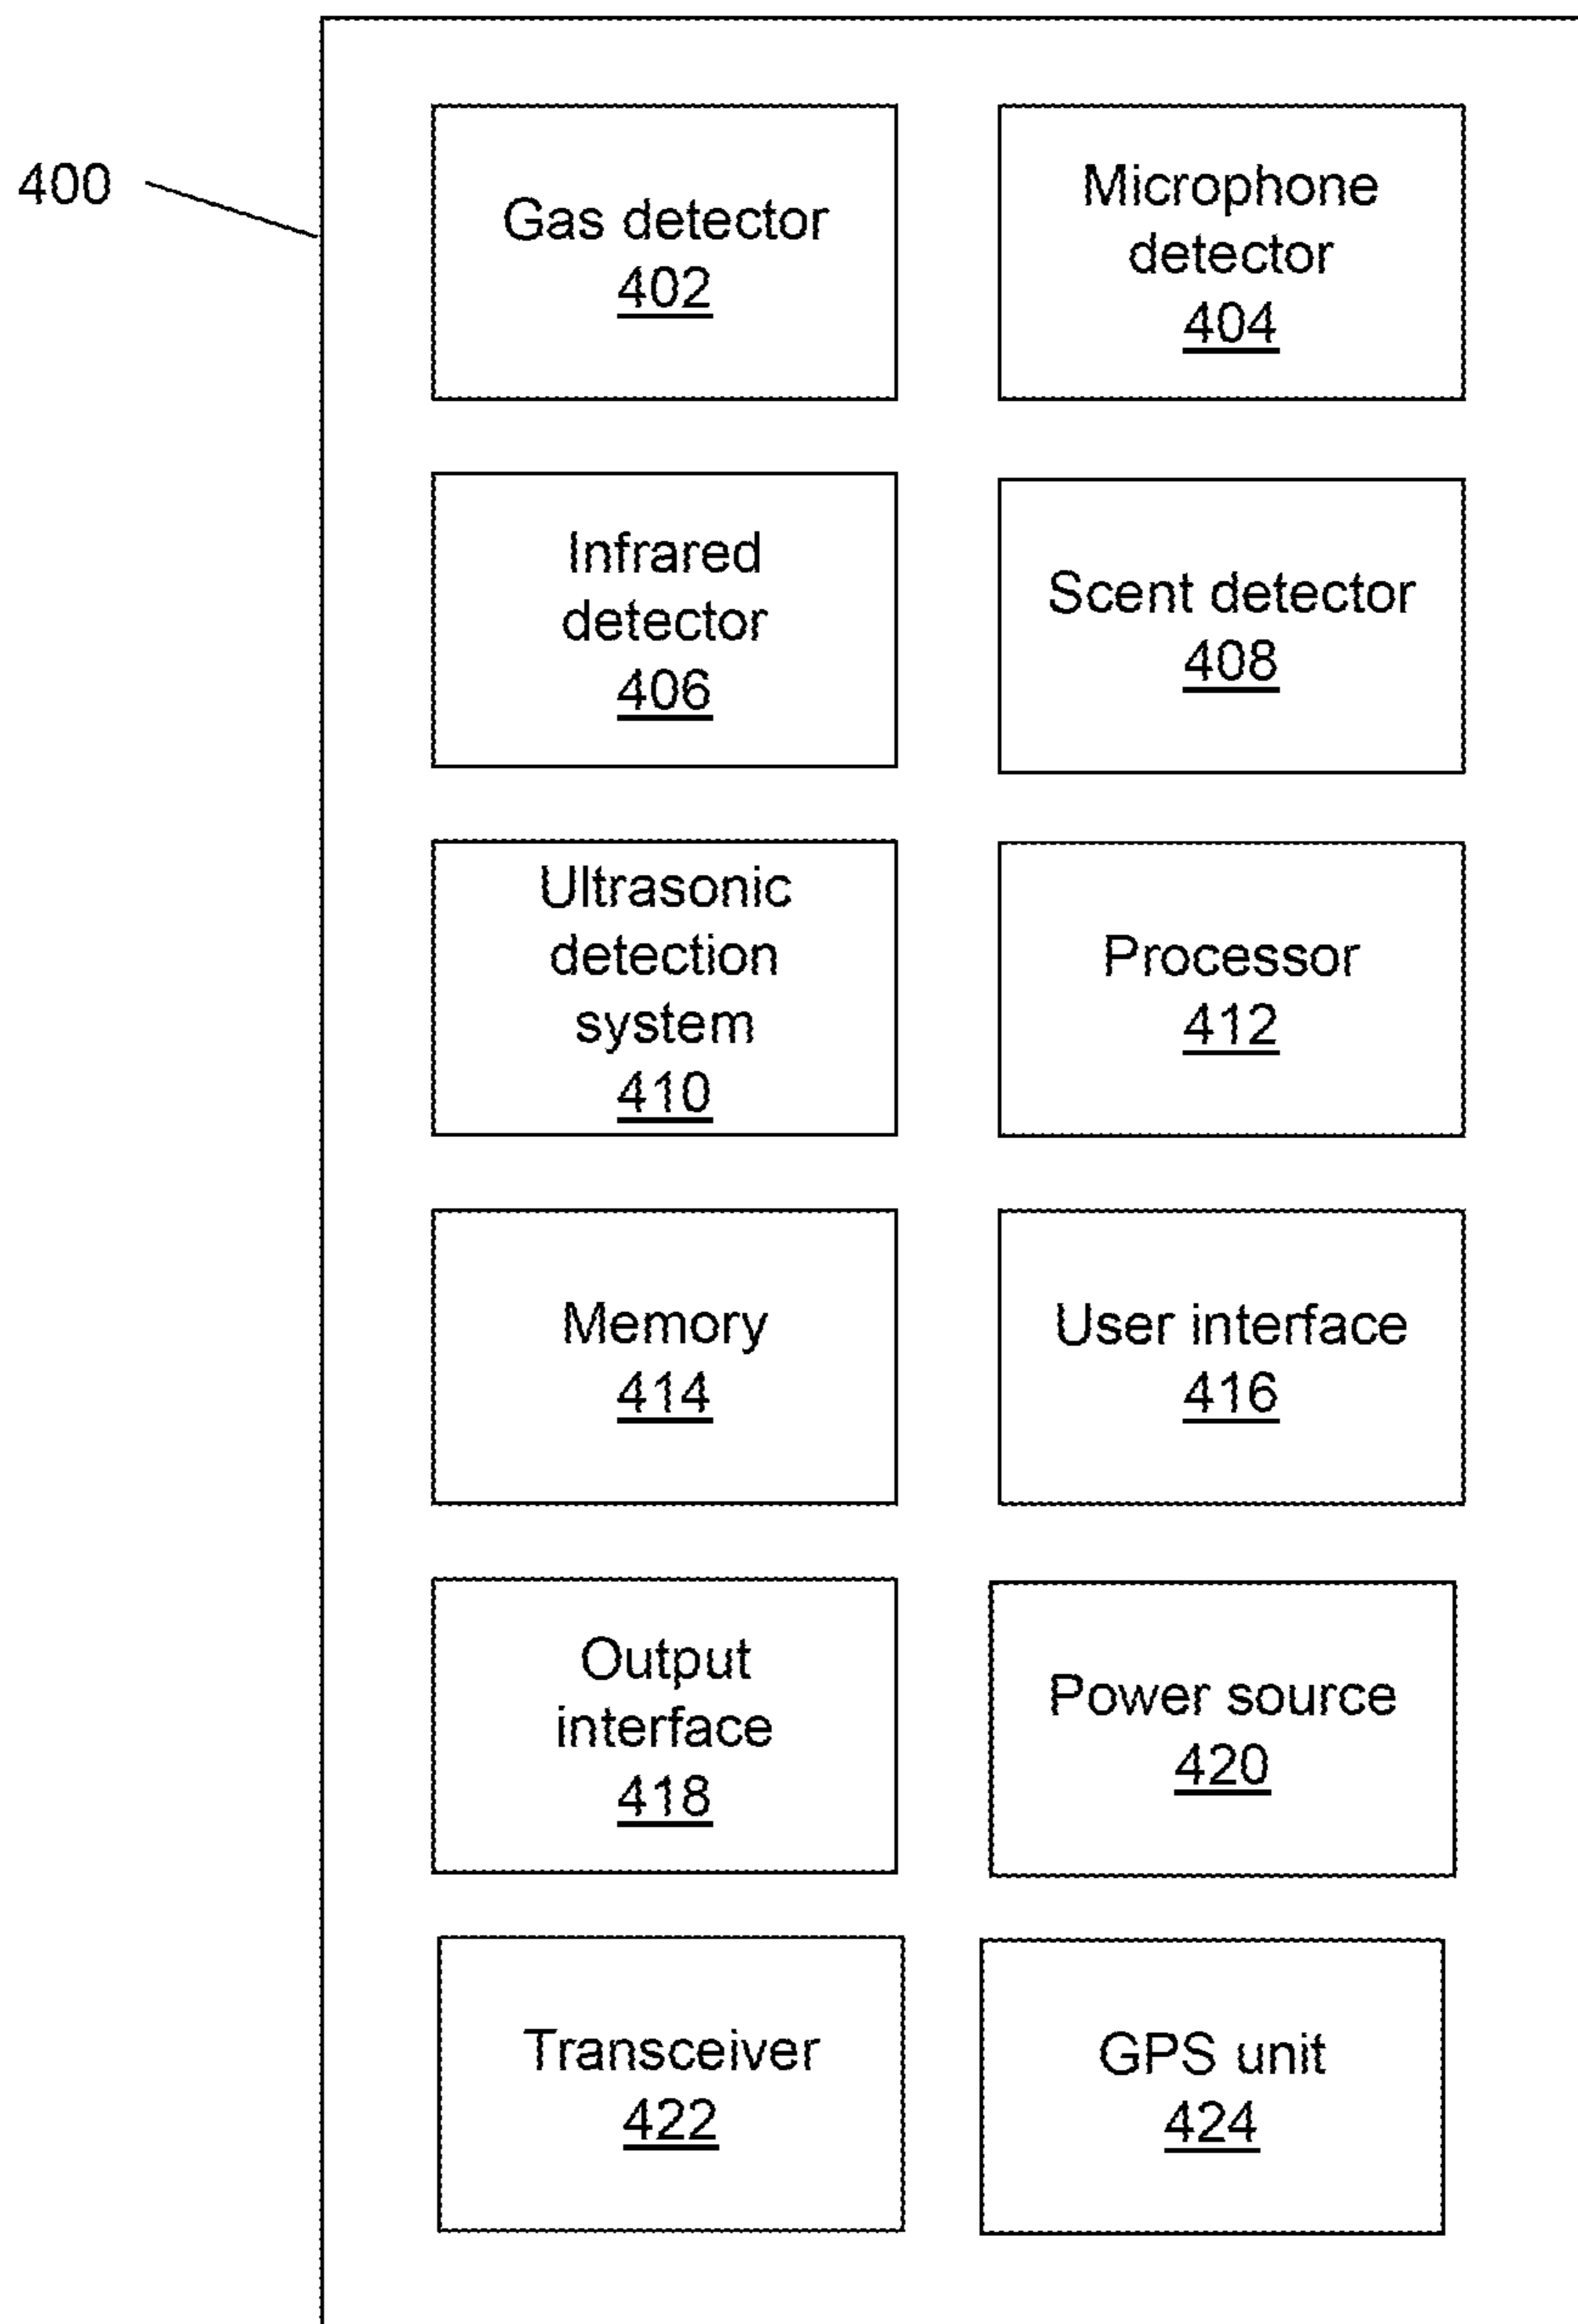 400
Gas detector
402
Microphone
detector
404
Infrared
detector
406
Scent detector
408
Ultrasonic
detection
system
410
Processor
412
Memory
414
User interface
416
Output
interface
418
Power source
420
Transceiver
422
GPS unit
424